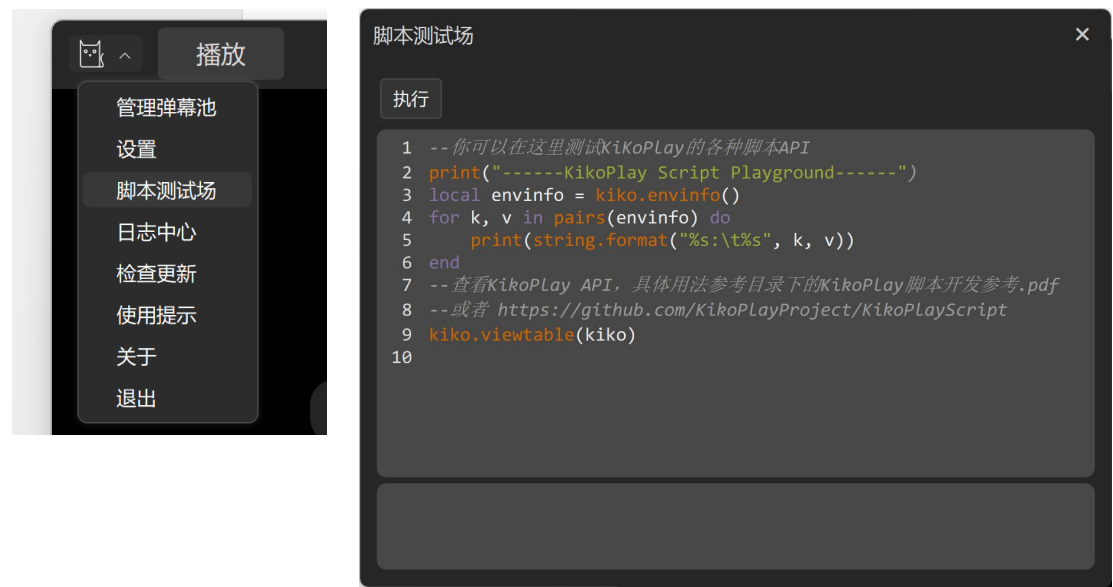 播放
管理弹幕池
设置
脚本测试场
日志中心
检查更新
使用提示
关于
退出
脚本测试场
执行
1 --你可以在这里测试KiKoPlay的各种脚本API
2 print("------KikoPlay Script Playground------")
3 local envinfo = kiko.envinfo()
4 for k, v in pairs(envinfo) do
5     print(string.format("%s:\t%s", k, v))
6 end
7 --查看KikoPlay API，具体用法参考目录下的KikoPLay脚本开发参考.pdf
8 --或者 https://github.com/KikoPlayProject/KikoPlayScript
9 kiko.viewtable(kiko)
10